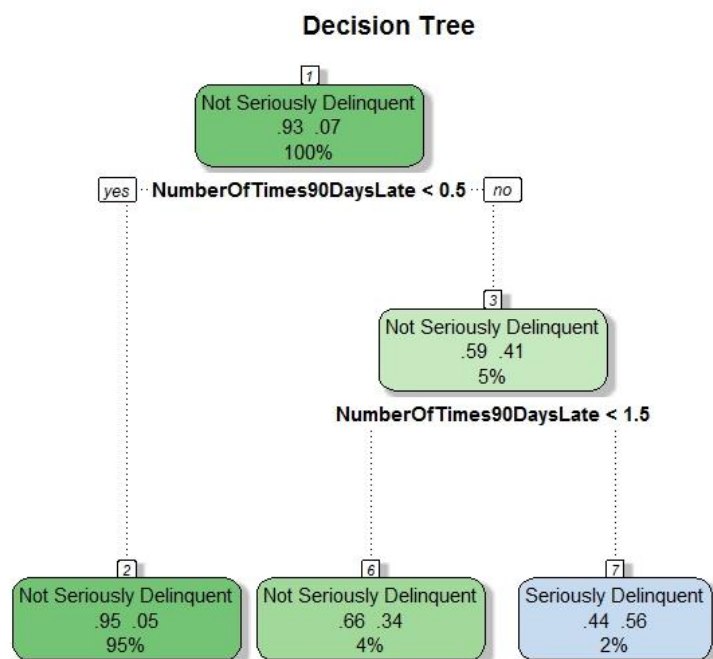 Decision Tree
1
Not Seriously Delinquent
.93 .07
100%
yes NumberOfTimes90DaysLate < 0.5 no
3
Not Seriously Delinquent
.59 .41
5%
NumberOfTimes90DaysLate < 1.5
2
Not Seriously Delinquent
.95 .05
95%
6
Not Seriously Delinquent
.66 .34
4%
7
Seriously Delinquent
.44 .56
2%